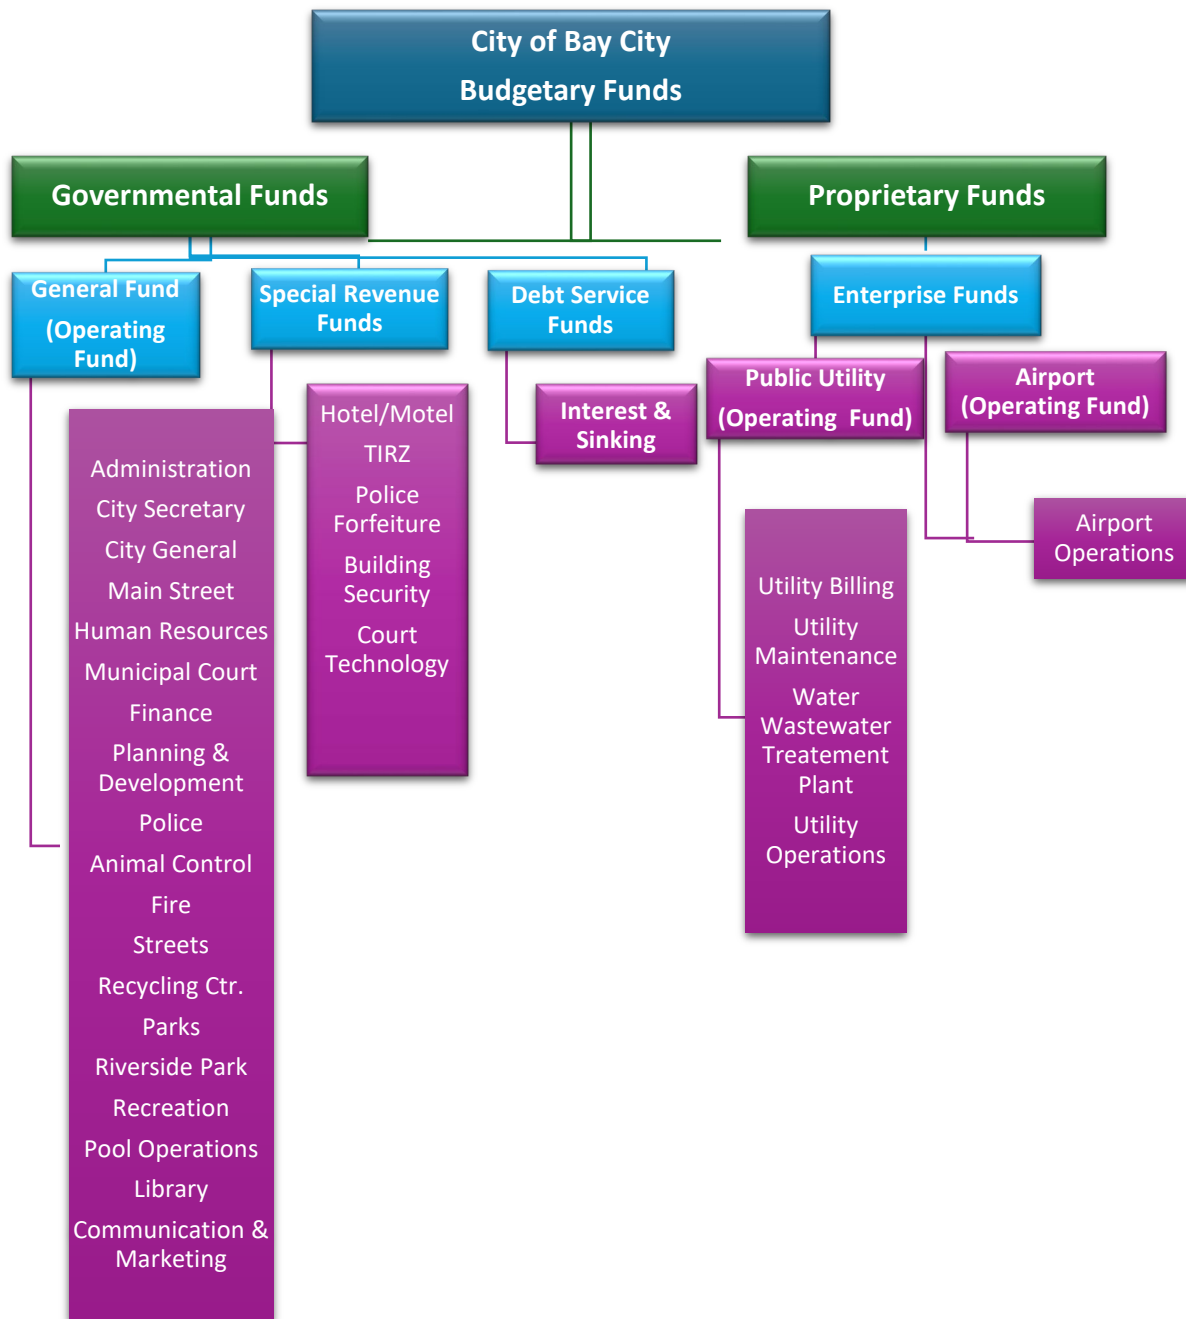 City of Bay City
Budgetary Funds
Governmental Funds
Proprietary Funds
General Fund
(Operating
Fund)
Special Revenue
Funds
Debt Service
Funds
Enterprise Funds
Public Utility
(Operating Fund)
Airport
(Operating Fund)
Interest &
Sinking
Hotel/Motel
TIRZ
Police
Forfeiture
Building
Security
Court
Technology
Administration
City Secretary
City General
Main Street
Human Resources
Municipal Court
Finance
Planning &
Development
Police
Animal Control
Fire
Streets
Recycling Ctr.
Parks
Riverside Park
Recreation
Pool Operations
Library
Communication &
Marketing
Utility Billing
Utility
Maintenance
Water
Wastewater
Treatement
Plant
Utility
Operations
Airport
Operations